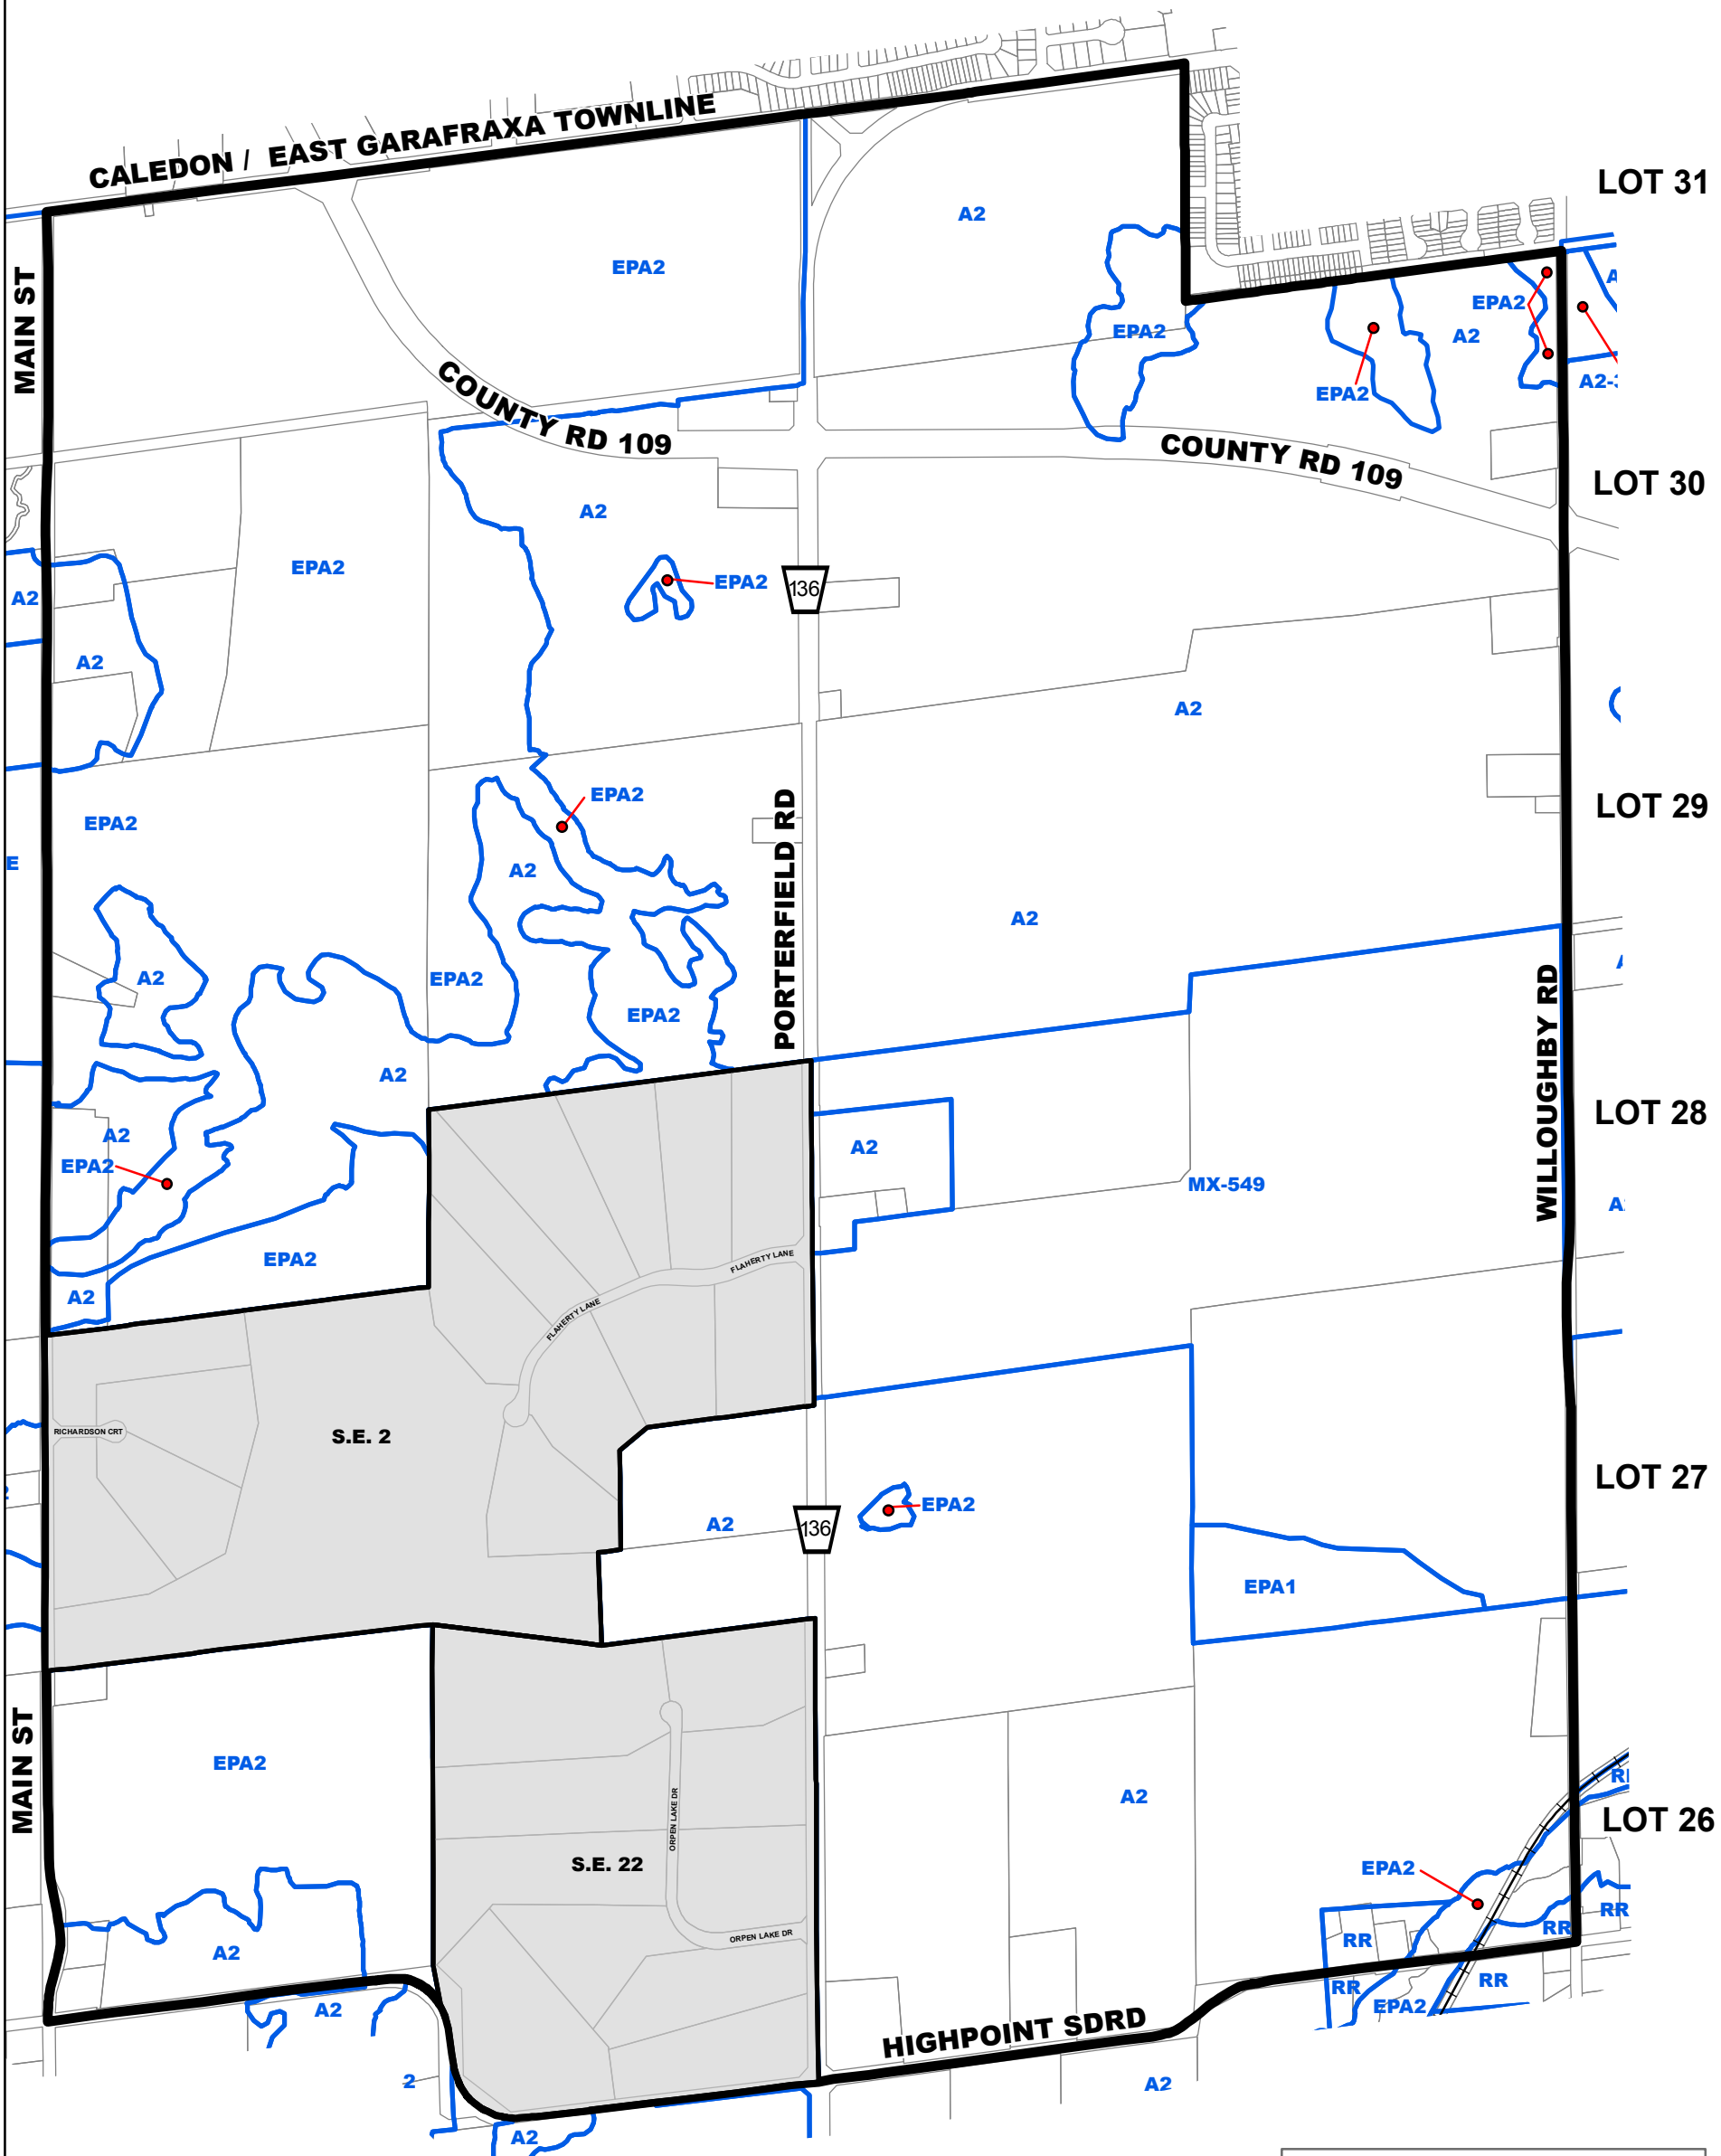 CALEDON / EAST GARAFRAXA TOWNLINE
LOT 31
A2
EPA2
MAIN ST
EPA2
EPA2
A2
EPA2
A2-
COUNTY RD 109
COUNTY RD 109
LOT 30
A2
EPA2
EPA2
136
A2
A2
A2
EPA2
LOT 29
EPA2
PORTERFIELD RD
E
A2
A2
A2
EPA2
EPA2
WILLOUGHBY RD
A2
LOT 28
A2
A2
EPA2
MX-549
A
EPA2
FLAHERTY LANE
A2
FLAHERTY LANE
RICHARDSON CRT
S.E. 2
LOT 27
EPA2
A2
136
EPA1
EPA2
MAIN ST
A2
LOT 26
ORPEN LAKE DR
S.E. 22
EPA2
RR
RR
RR
ORPEN LAKE DR
A2
RR
RR
EPA2
A2
HIGHPOINT SDRD
2
A2
A2